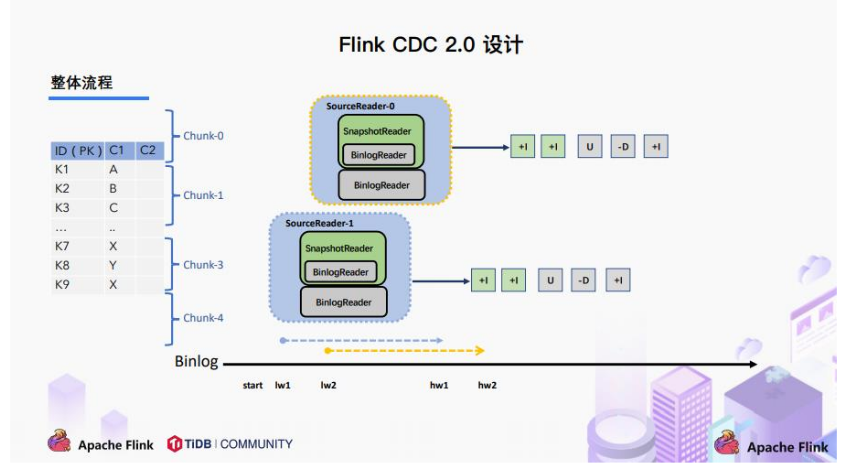 Flink CDC 2.0 设计
整体流程
ID ( PK ) C1 C2
K1 A
K2 B
K3 C
... ..
K7 X
K8 Y
K9 X
Chunk-0
Chunk-1
Chunk-3
Chunk-4
SourceReader-0
SnapshotReader
BinlogReader
BinlogReader
+I +I U -D +I
SourceReader-1
SnapshotReader
BinlogReader
BinlogReader
+I +I U -D +I
Binlog
start lw1 lw2 hw1 hw2
Apache Flink TiDB | COMMUNITY
Apache Flink